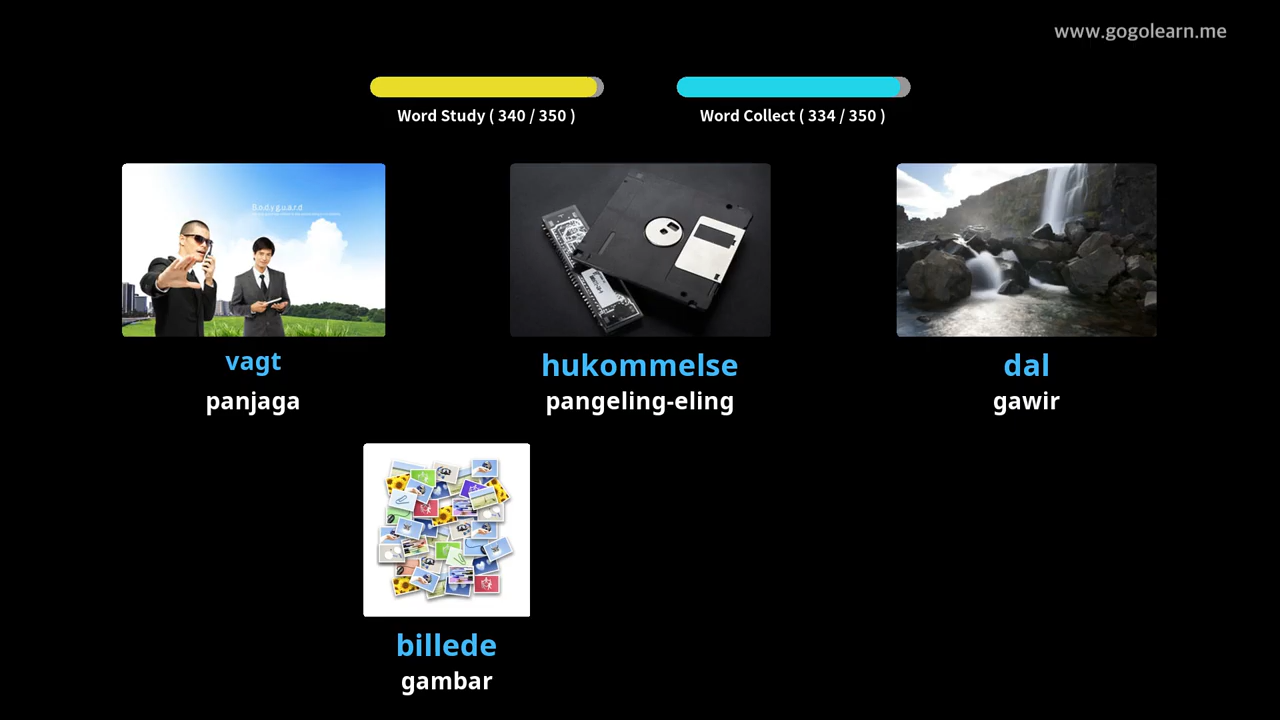 www.gogolearn.me
Word Study ( 340 / 350 )
Word Collect ( 334 / 350 )
Bodyguard
vagt
hukommelse
dal
panjaga
pangeling-eling
gawir
billede
gambar